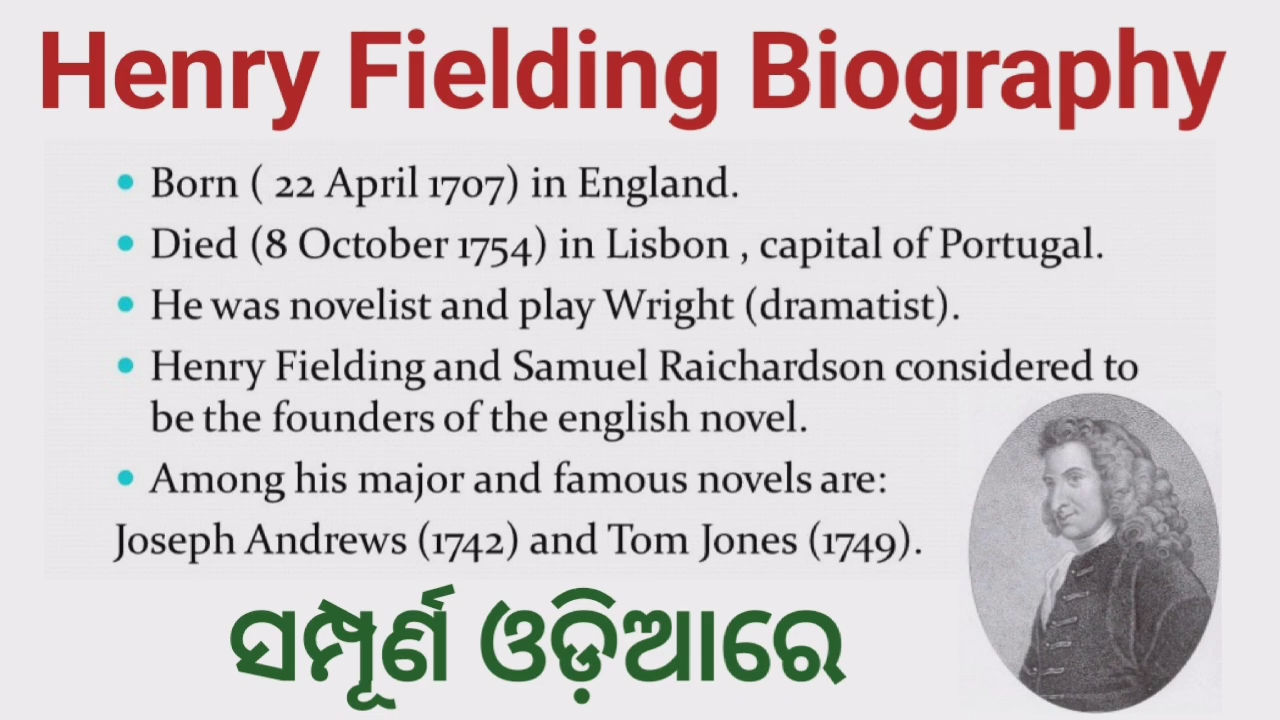 Henry Fielding Biography
• Born ( 22 April 1707) in England.
• Died (8 October 1754) in Lisbon , capital of Portugal.
• He was novelist and play Wright (dramatist).
• Henry Fielding and Samuel Raichardson considered to
be the founders of the english novel.
• Among his major and famous novels are:
Joseph Andrews (1742) and Tom Jones (1749).
ସମ୍ପୂର୍ଣ ଓଡ଼ିଆରେ